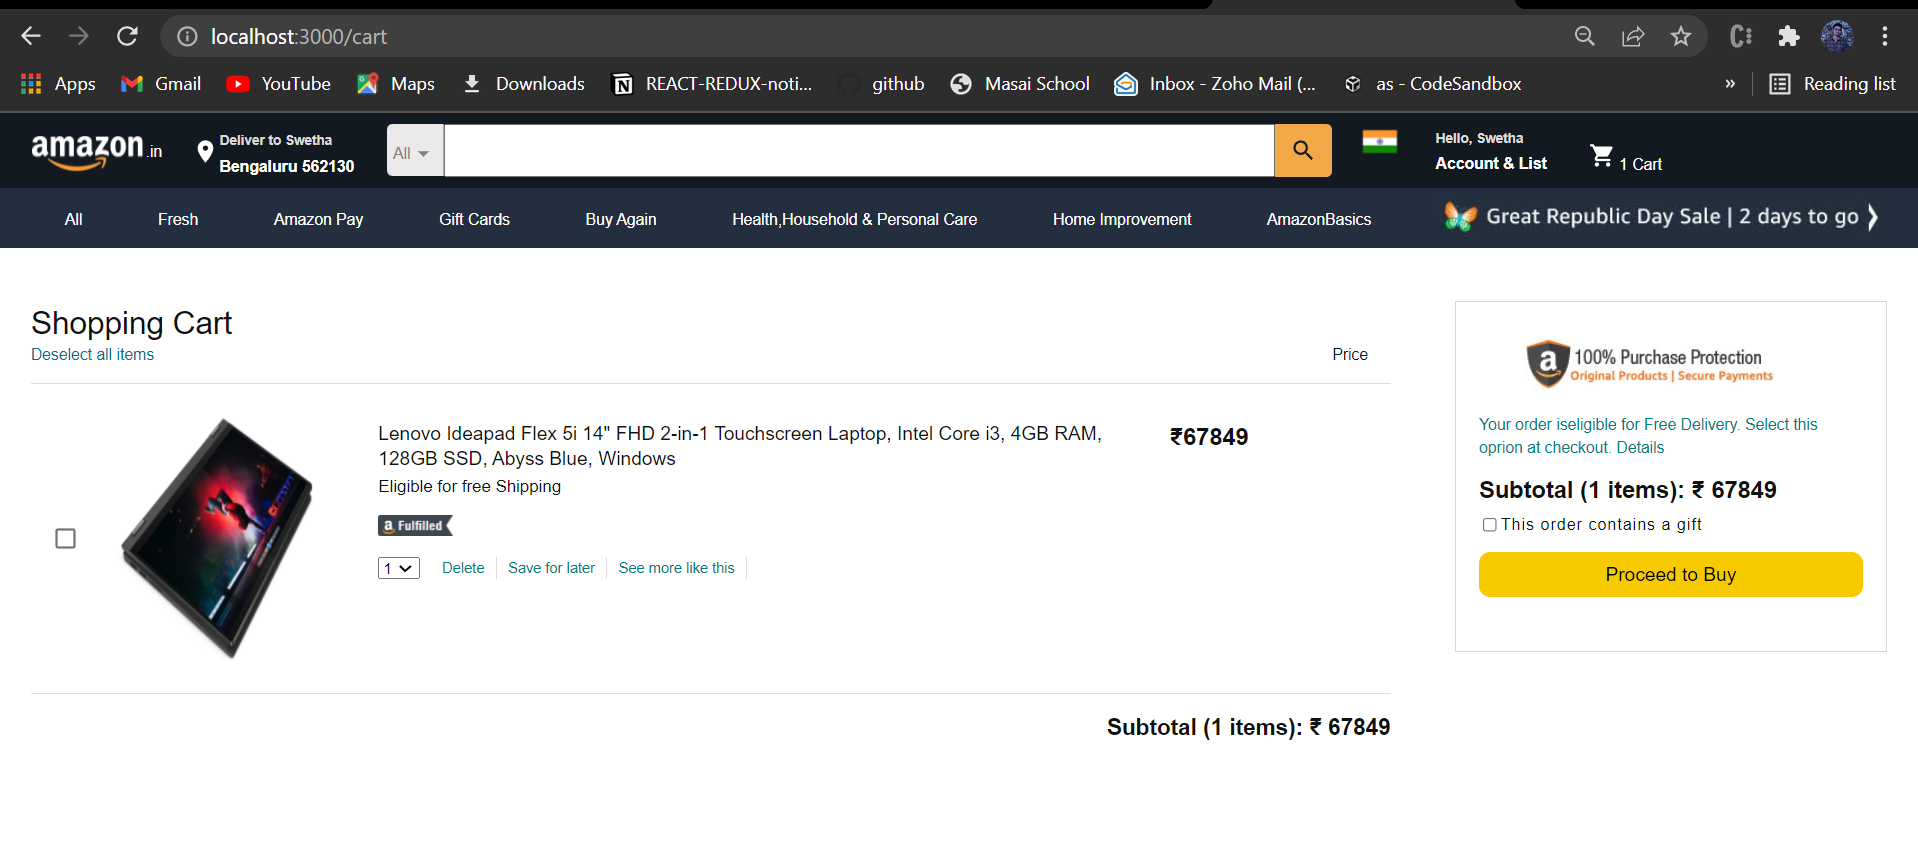 localhost:3000/cart
Apps Gmail YouTube Maps Downloads REACT-REDUX-noti... github Masai School Inbox - Zoho Mail (... as - CodeSandbox » Reading list
amazon.in
Deliver to Swetha
Bengaluru 562130
All
Hello, Swetha
Account & List
1 Cart
All Fresh Amazon Pay Gift Cards Buy Again Health,Household & Personal Care Home Improvement AmazonBasics Great Republic Day Sale | 2 days to go ❯
Shopping Cart
Deselect all items
Price
Lenovo Ideapad Flex 5i 14" FHD 2-in-1 Touchscreen Laptop, Intel Core i3, 4GB RAM,
128GB SSD, Abyss Blue, Windows
₹67849
Eligible for free Shipping
a Fulfilled
1 Delete Save for later See more like this
Subtotal (1 items): ₹ 67849
a 100% Purchase Protection
Original Products | Secure Payments
Your order iseligible for Free Delivery. Select this
oprion at checkout. Details
Subtotal (1 items): ₹ 67849
This order contains a gift
Proceed to Buy